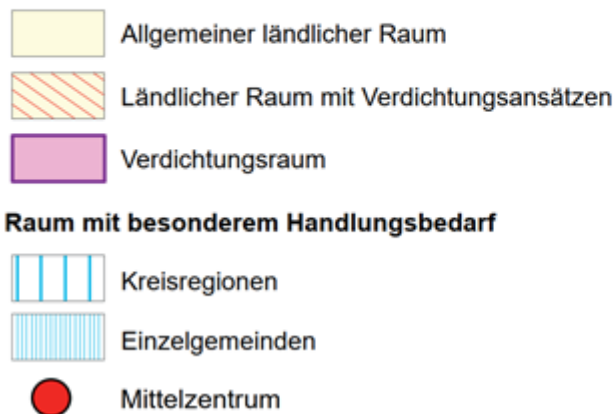 Allgemeiner ländlicher Raum
Ländlicher Raum mit Verdichtungsansätzen
Verdichtungsraum
Raum mit besonderem Handlungsbedarf
Kreisregionen
Einzelgemeinden
Mittelzentrum